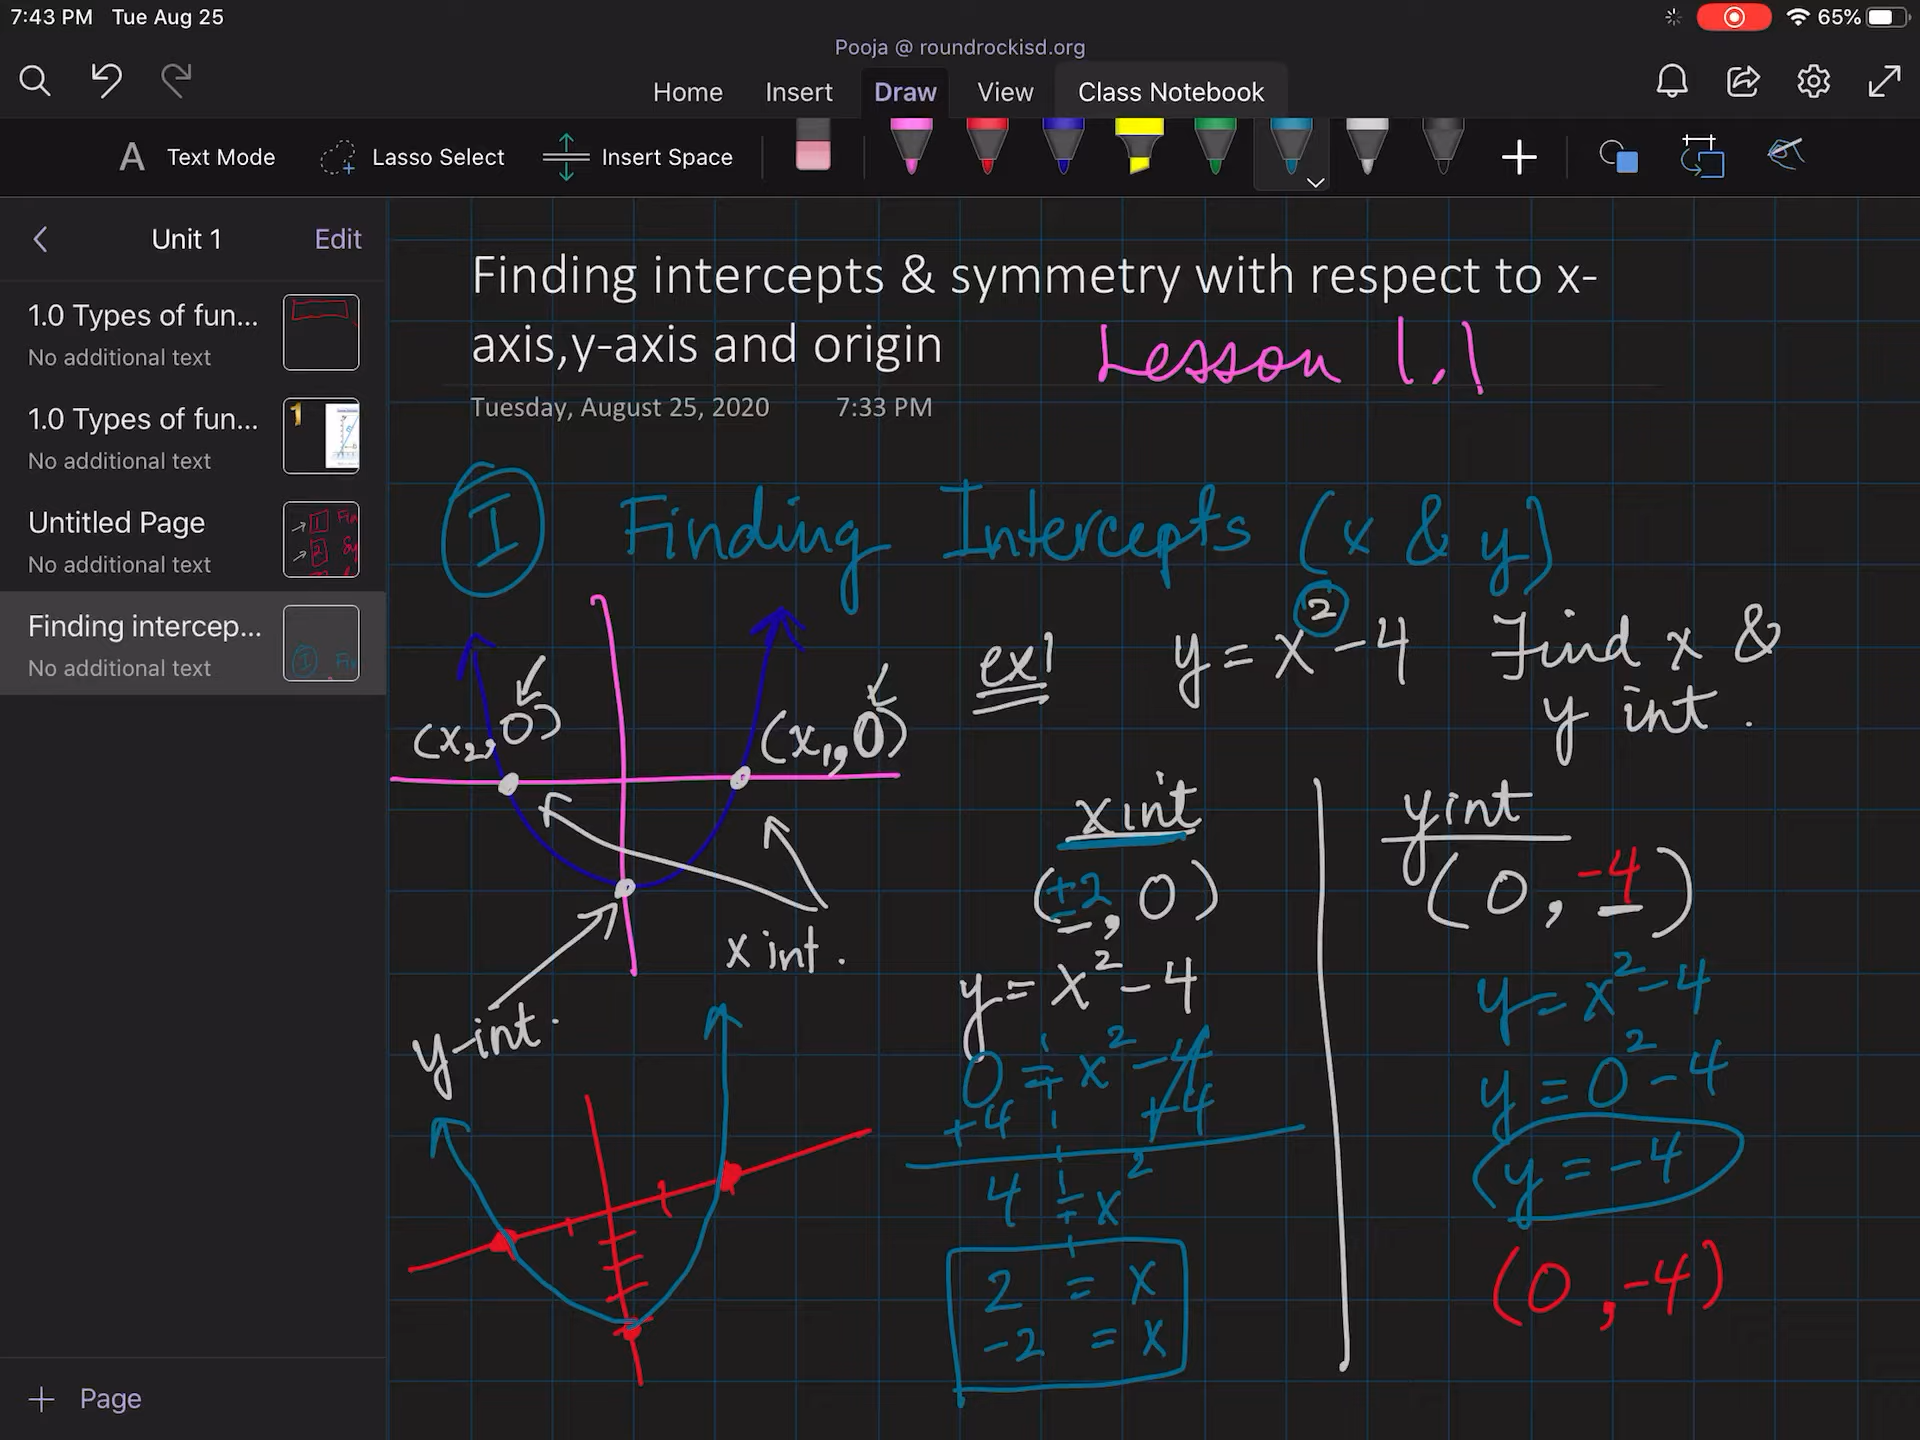 7:43 PM Tue Aug 25
65%
Pooja @ roundrockisd.org
Home Insert Draw View Class Notebook
A Text Mode Lasso Select Insert Space
Unit 1 Edit
1.0 Types of fun...
No additional text
1.0 Types of fun...
No additional text
Untitled Page
No additional text
Finding intercep...
No additional text
+ Page
Finding intercepts & symmetry with respect to x-
axis,y-axis and origin
Lesson 1.1
Tuesday, August 25, 2020 7:33 PM
I Finding Intercepts (x & y)
ex1 y = x² - 4 Find x &
y int.
(x₂, 0) (x₁, 0)
x int.
y-int.
x int
(±2, 0)
y = x² - 4
0 = x² - 4
+4 +4
4 = x²
2 = x
-2 = x
y int
(0, -4)
y = x² - 4
y = 0² - 4
y = -4
(0, -4)